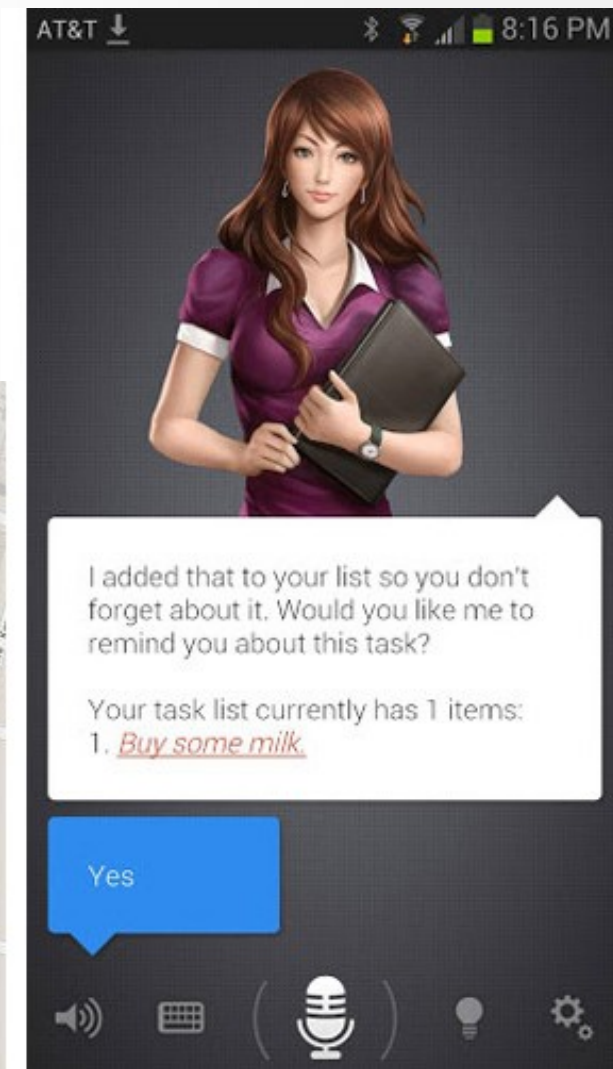 AT&T 8:16 PM
I added that to your list so you don't
forget about it. Would you like me to
remind you about this task?
Your task list currently has 1 items:
1. Buy some milk.
Yes